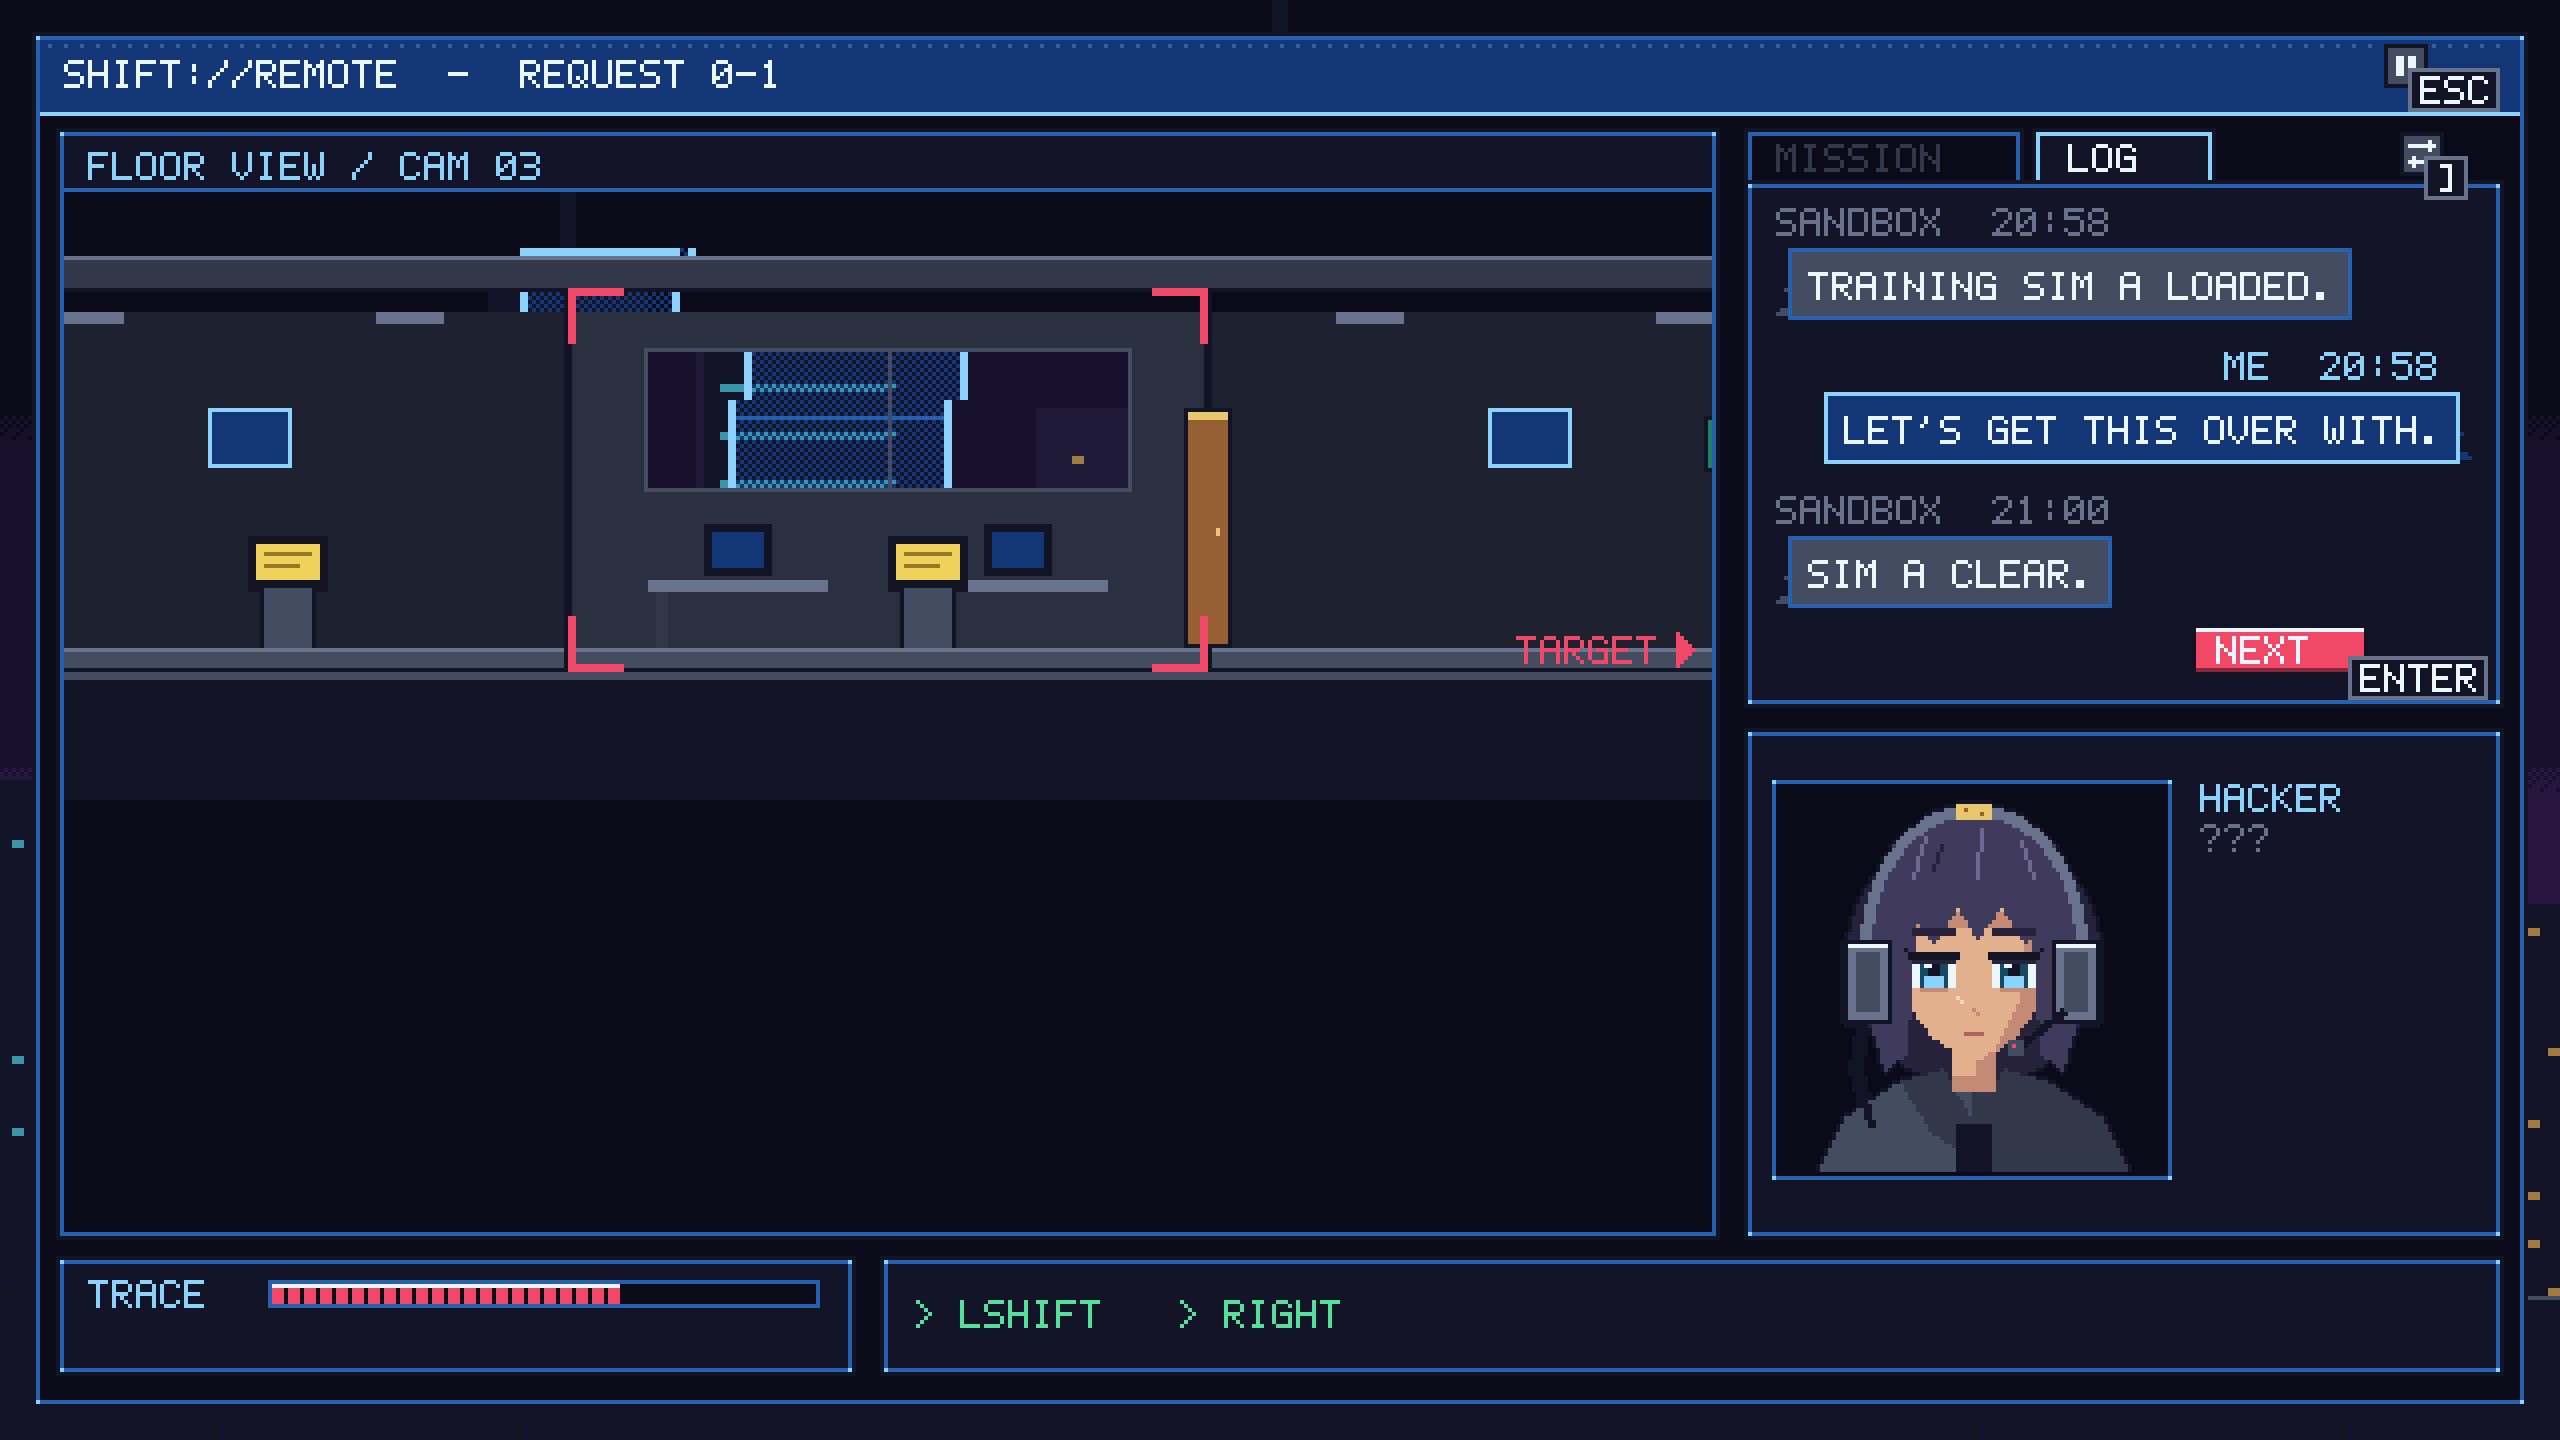 SHIFT://REMOTE - REQUEST 0-1
ESC
FLOOR VIEW / CAM 03
TARGET
MISSION
LOG
]
SANDBOX 20:58
TRAINING SIM A LOADED.
ME 20:58
LET'S GET THIS OVER WITH.
SANDBOX 21:00
SIM A CLEAR.
NEXT
ENTER
HACKER
???
TRACE
> LSHIFT > RIGHT